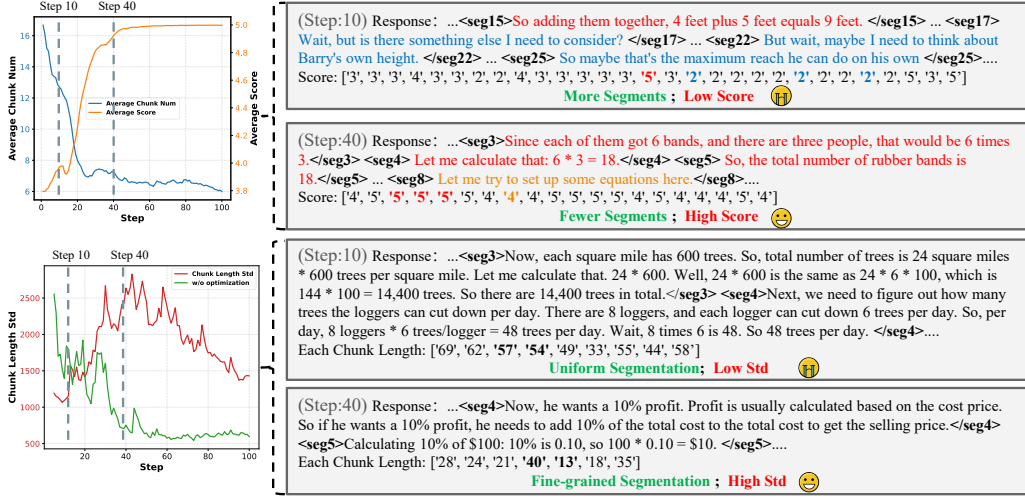 Step 10 Step 40
16
14
12
10
8
6
5.0
4.8
4.6
4.4
4.2
4.0
3.8
Average Chunk Num
Average Score
Average Chunk Num
Average Score
0 20 40 60 80 100
Step
(Step:10) Response: ...<seg15>So adding them together, 4 feet plus 5 feet equals 9 feet. </seg15> ... <seg17>
Wait, but is there something else I need to consider? </seg17> ... <seg22> But wait, maybe I need to think about
Barry's own height. </seg22> ... <seg25> So maybe that's the maximum reach he can do on his own </seg25>....
Score: ['3', '3', '3', '4', '3', '3', '2', '2', '4', '3', '3', '3', '3', '3', '5', '3', '2', '2', '2', '2', '2', '2', '2', '2', '2', '2', '5', '3', '5']
More Segments ; Low Score
(Step:40) Response: ...<seg3>Since each of them got 6 bands, and there are three people, that would be 6 times
3.</seg3> <seg4> Let me calculate that: 6 * 3 = 18.</seg4> <seg5> So, the total number of rubber bands is
18.</seg5> ... <seg8> Let me try to set up some equations here.</seg8>....
Score: ['4', '5', '5', '5', '5', '5', '4', '4', '4', '5', '5', '5', '5', '4', '4', '4', '4', '5', '4']
Fewer Segments ; High Score
Step 10 Step 40
2500
2000
1500
1000
500
Chunk Length Std
w/o optimization
Chunk Length Std
20 40 60 80 100
Step
(Step:10) Response: ...<seg3>Now, each square mile has 600 trees. So, total number of trees is 24 square miles
* 600 trees per square mile. Let me calculate that. 24 * 600. Well, 24 * 600 is the same as 24 * 6 * 100, which is
144 * 100 = 14,400 trees. So there are 14,400 trees in total.</seg3> <seg4>Next, we need to figure out how many
trees the loggers can cut down per day. There are 8 loggers, and each logger can cut down 6 trees per day. So, per
day, 8 loggers * 6 trees/logger = 48 trees per day. Wait, 8 times 6 is 48. So 48 trees per day. </seg4>....
Each Chunk Length: ['69', '62', '57', '54', '49', '33', '55', '44', '58']
Uniform Segmentation; Low Std
(Step:40) Response: ...<seg4>Now, he wants a 10% profit. Profit is usually calculated based on the cost price.
So if he wants a 10% profit, he needs to add 10% of the total cost to the total cost to get the selling price.</seg4>
<seg5>Calculating 10% of $100: 10% is 0.10, so 100 * 0.10 = $10. </seg5>....
Each Chunk Length: ['28', '24', '21', '40', '13', '18', '35']
Fine-grained Segmentation ; High Std